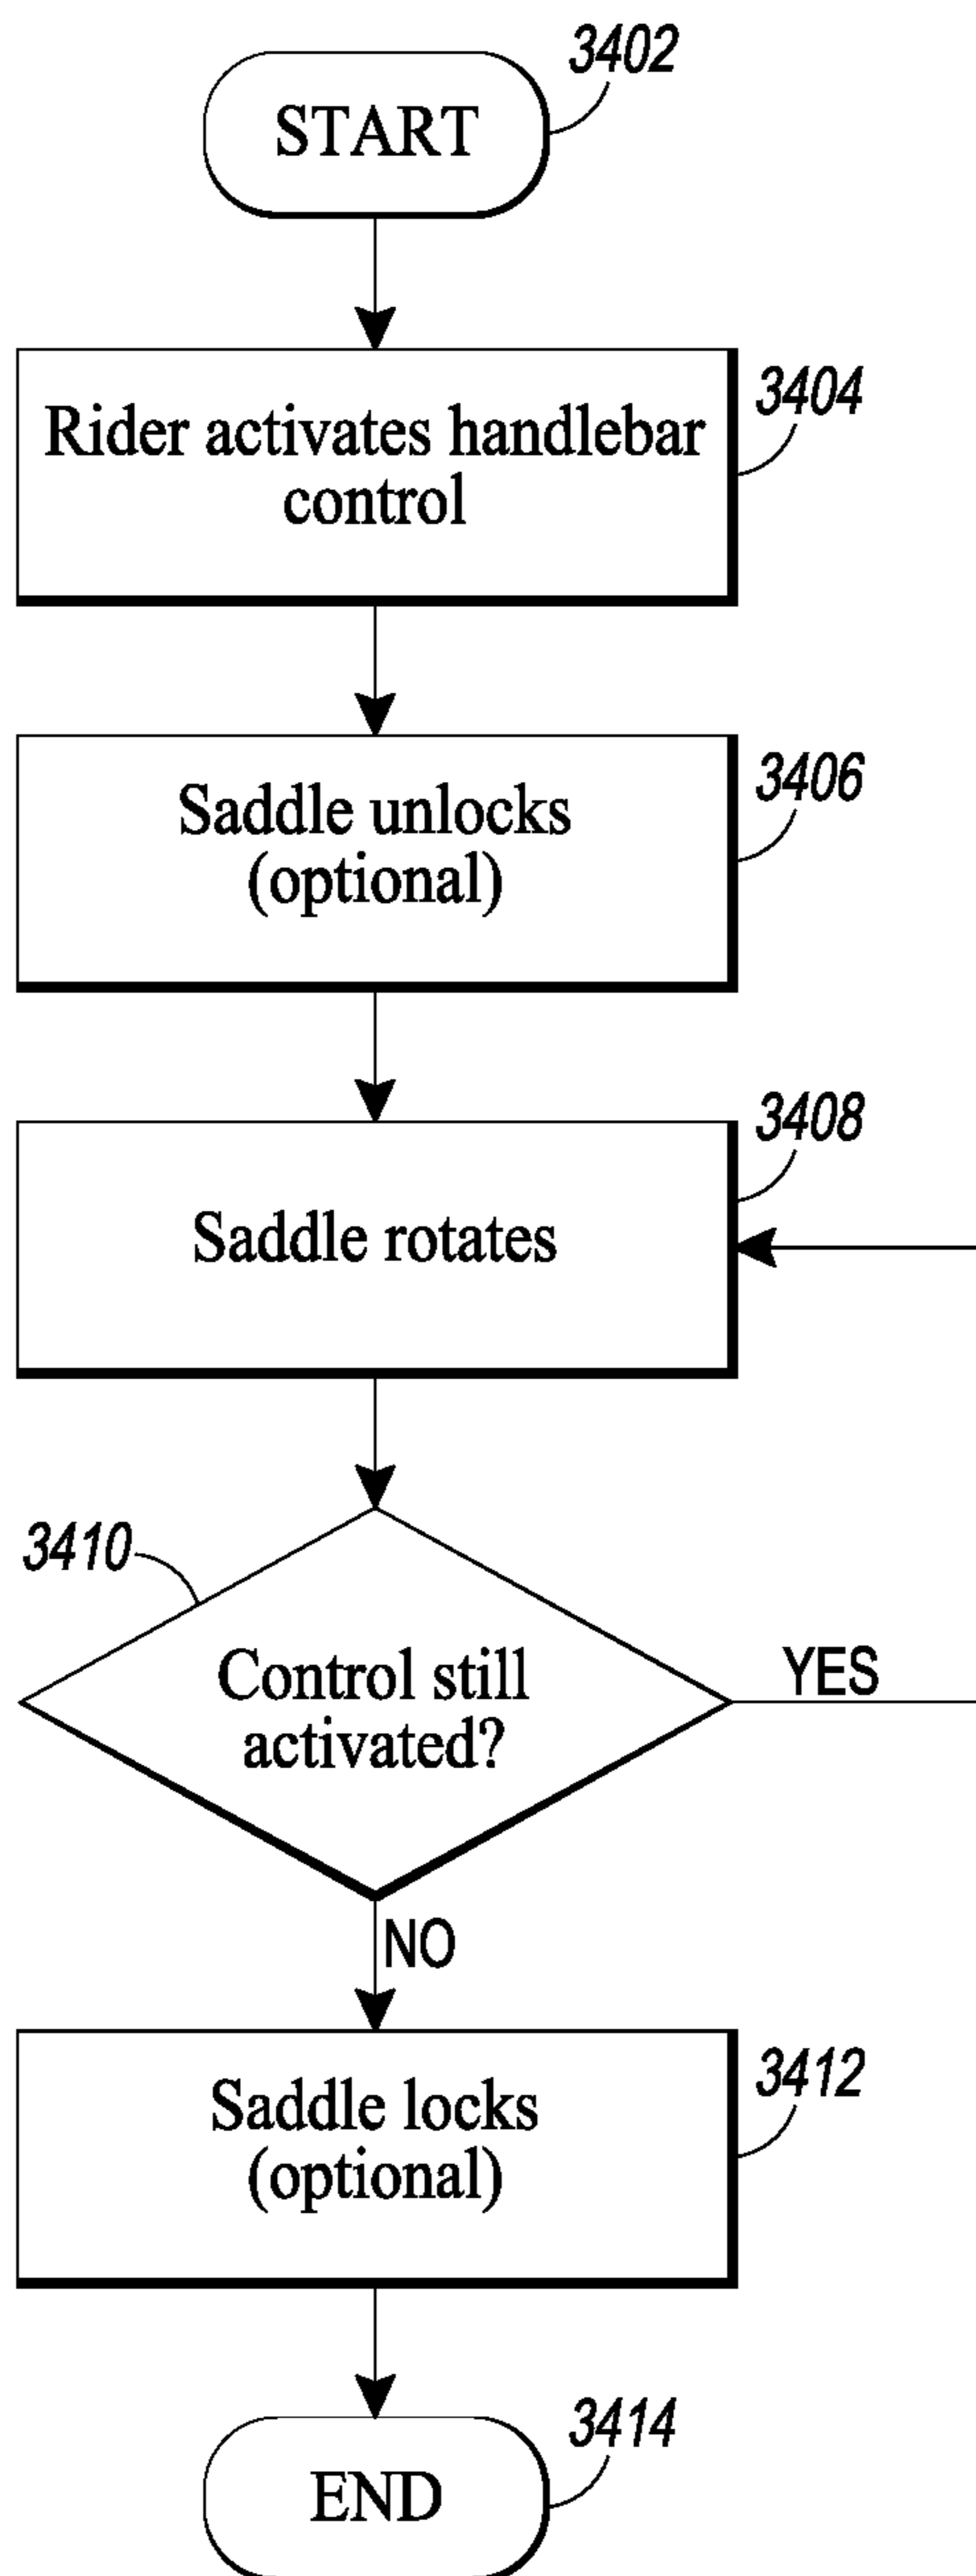 3402
START
3404
Rider activates handlebar
control
3406
Saddle unlocks
(optional)
3408
Saddle rotates
3410
Control still
activated?
YES
NO
3412
Saddle locks
(optional)
3414
END